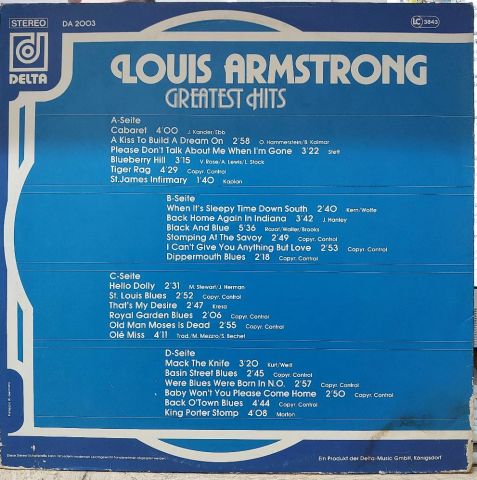 STEREO
DA 2003
LC 3843
DELTA
LOUIS ARMSTRONG
GREATEST HITS
A-Seite
Cabaret 4'00 J. Kander/Ebb
A Kiss To Build A Dream On 2'58 O. Hammerstein/B. Kalmar
Please Don't Talk About Me When I'm Gone 3'22 Stett
Blueberry Hill 3'15 V. Rose/A. Lewis/L. Stock
Tiger Rag 4'29 Copyr. Control
St.James Infirmary 1'40 Kaplan
B-Seite
When It's Sleepy Time Down South 2'40 Kern/Wolfe
Back Home Again In Indiana 3'42 J. Hanley
Black And Blue 5'36 Razaf/Waller/Brooks
Stomping At The Savoy 2'49 Copyr. Control
I Can't Give You Anything But Love 2'53 Copyr. Control
Dippermouth Blues 2'18 Copyr. Control
C-Seite
Hello Dolly 2'31 M. Stewart/J. Herman
St. Louis Blues 2'52 Copyr. Control
That's My Desire 2'47 Kresa
Royal Garden Blues 2'06 Copyr. Control
Old Man Moses Is Dead 2'55 Copyr. Control
Olé Miss 4'11 Trad./M. Mezzro/S. Bechet
D-Seite
Mack The Knife 3'20 Kurt/Weill
Basin Street Blues 2'45 Copyr. Control
Were Blues Were Born In N.O. 2'57 Copyr. Control
Baby Won't You Please Come Home 2'50 Copyr. Control
Back O'Town Blues 4'44 Copyr. Control
King Porter Stomp 4'08 Morton
Ein Produkt der Delta-Music GmbH, Königsdorf